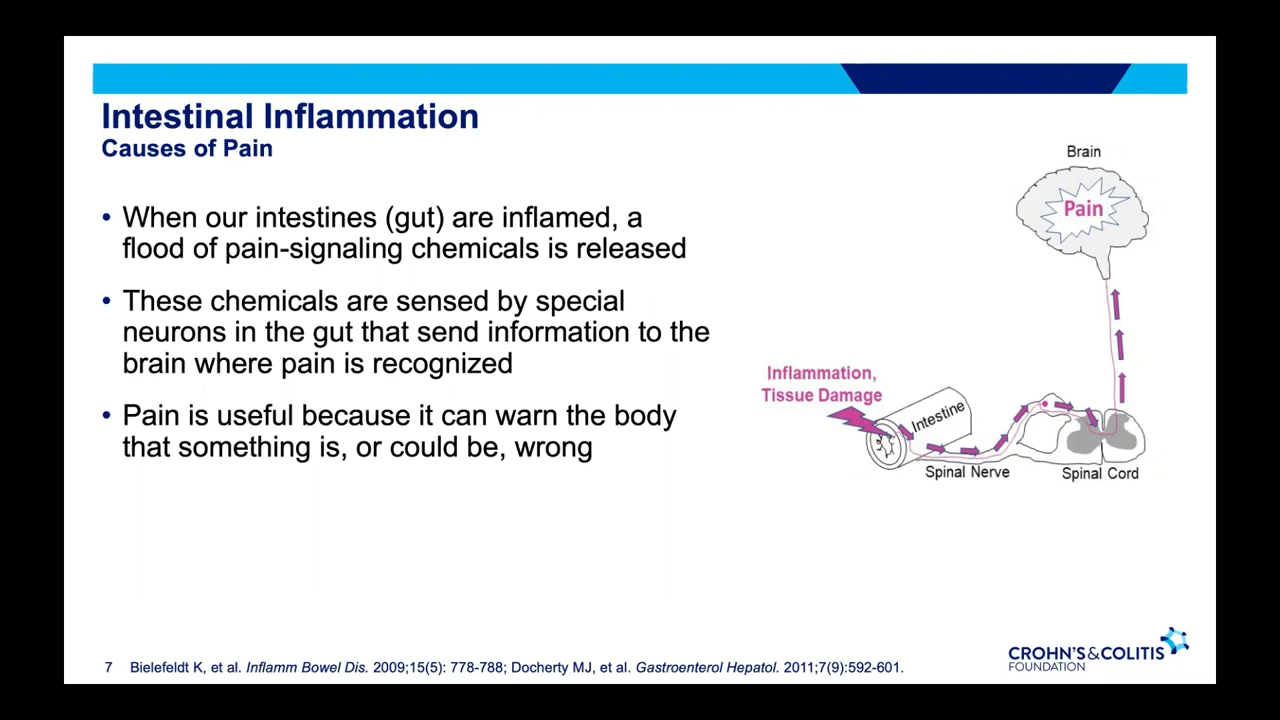 Intestinal Inflammation
Causes of Pain
• When our intestines (gut) are inflamed, a
flood of pain-signaling chemicals is released
• These chemicals are sensed by special
neurons in the gut that send information to the
brain where pain is recognized
• Pain is useful because it can warn the body
that something is, or could be, wrong
Brain
Pain
Inflammation,
Tissue Damage
Intestine
Spinal Nerve
Spinal Cord
7 Bielefeldt K, et al. Inflamm Bowel Dis. 2009;15(5): 778-788; Docherty MJ, et al. Gastroenterol Hepatol. 2011;7(9):592-601.
CROHN'S & COLITIS
FOUNDATION